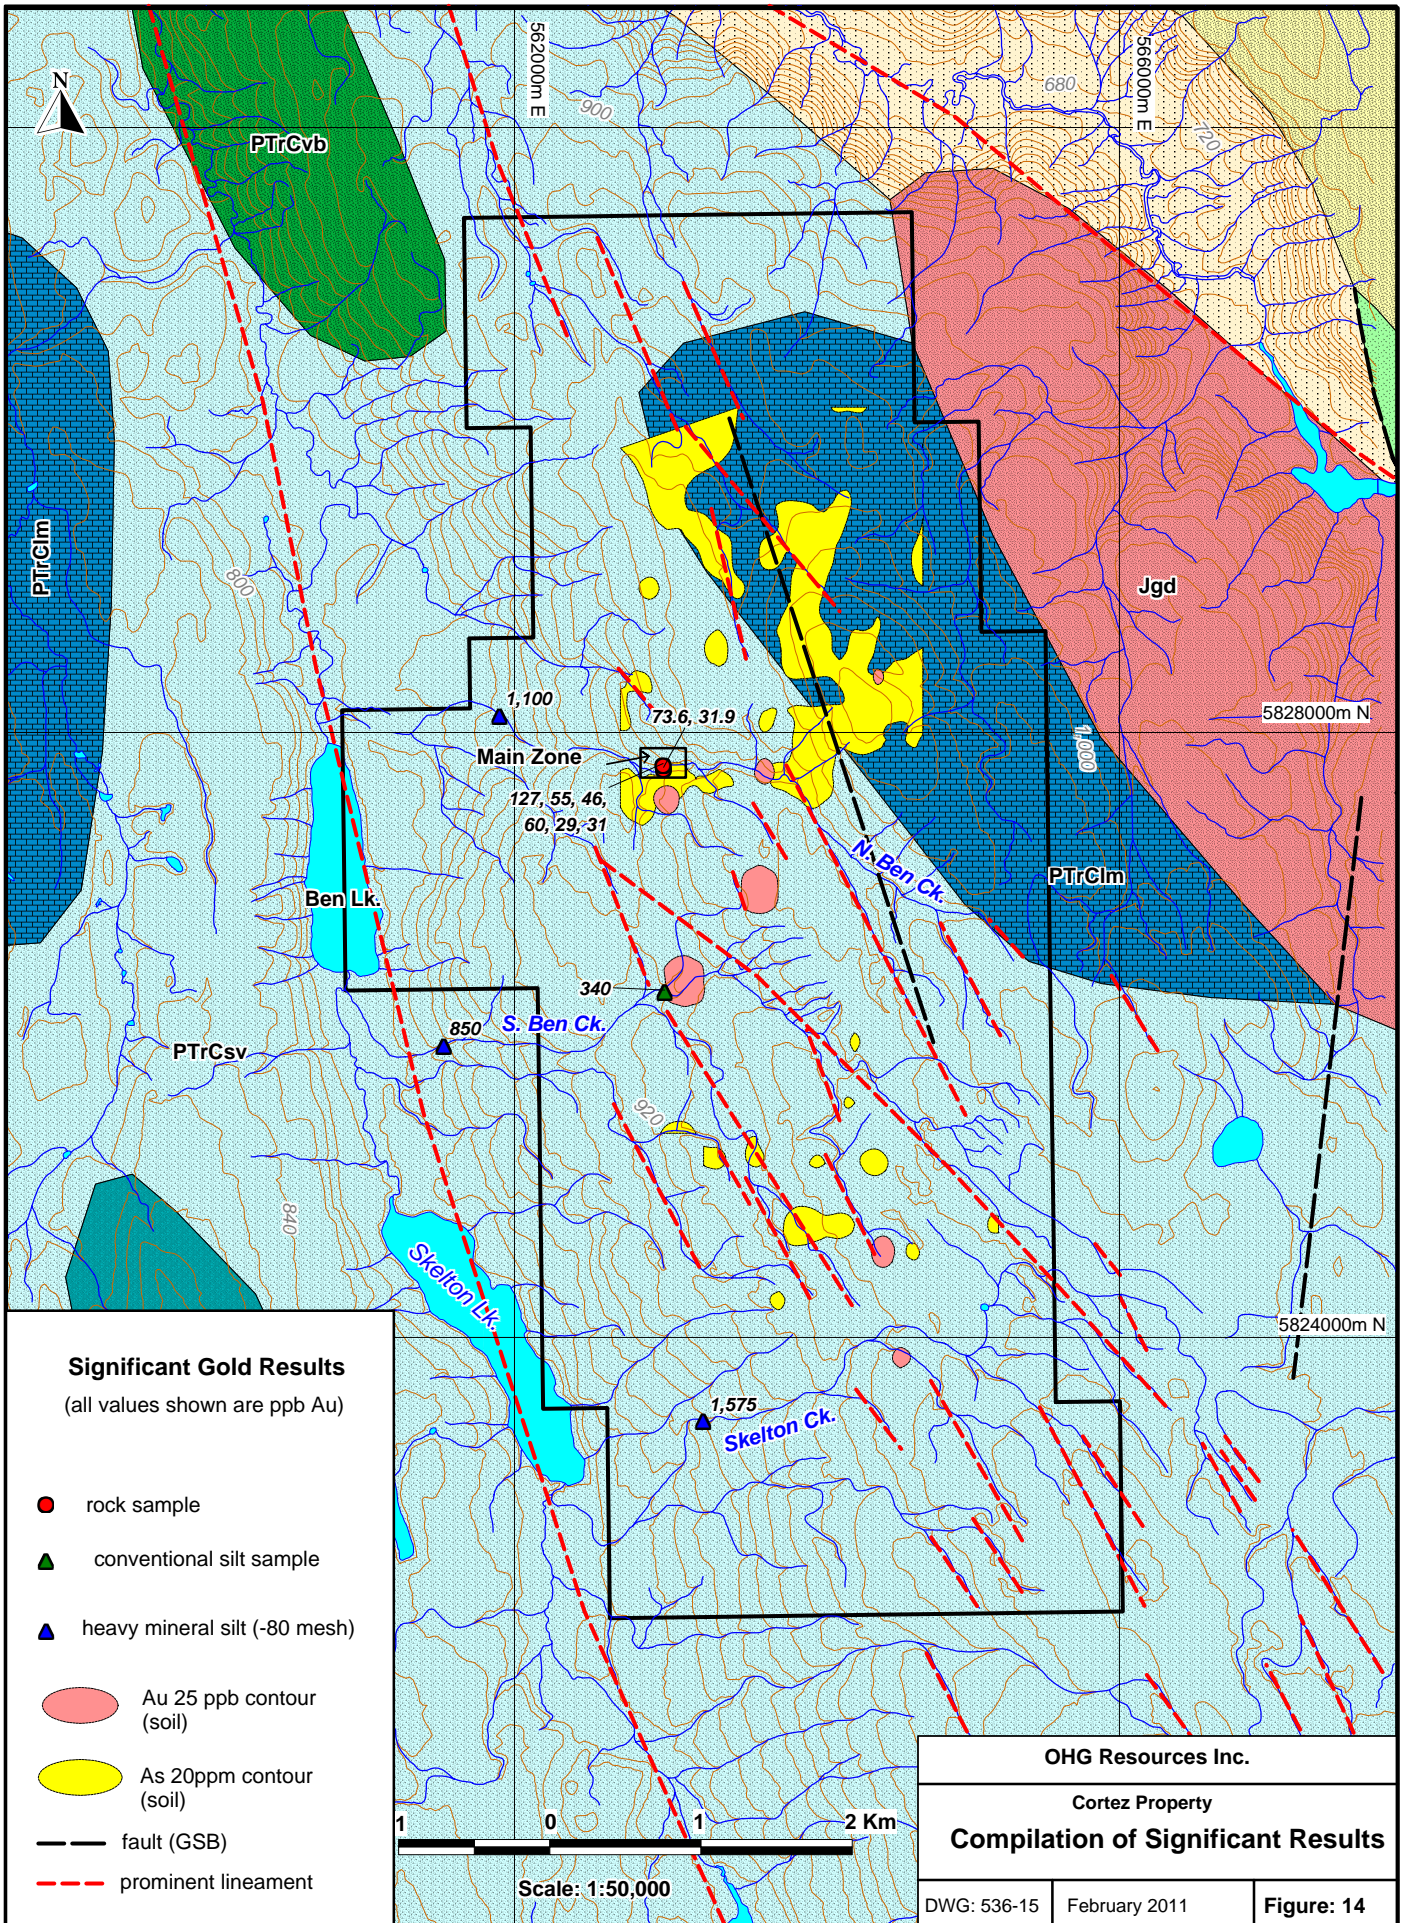 N
562000m E
566000m E
900
680
720
PTrCvb
PTrClm
800
Jgd
1,100
73.6, 31.9
5828000m N
Main Zone
1,000
127, 55, 46,
60, 29, 31
N. Ben Ck.
PTrClm
Ben Lk.
340
S. Ben Ck.
850
PTrCsv
920
840
Skelton Lk.
5824000m N
1,575
Skelton Ck.
Significant Gold Results
(all values shown are ppb Au)
rock sample
conventional silt sample
heavy mineral silt (-80 mesh)
Au 25 ppb contour
(soil)
As 20ppm contour
(soil)
fault (GSB)
prominent lineament
1 0 1 2 Km
Scale: 1:50,000
OHG Resources Inc.
Cortez Property
Compilation of Significant Results
DWG: 536-15 February 2011 Figure: 14